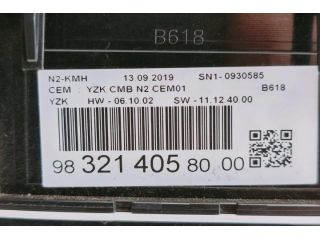 B618
N2-KMH 13.09.2019 SN1- 0930585
CEM : YZK CMB N2 CEM01 B618
YZK HW - 06.10.02 SW - 11.12 40.00
98 321 405 80 00